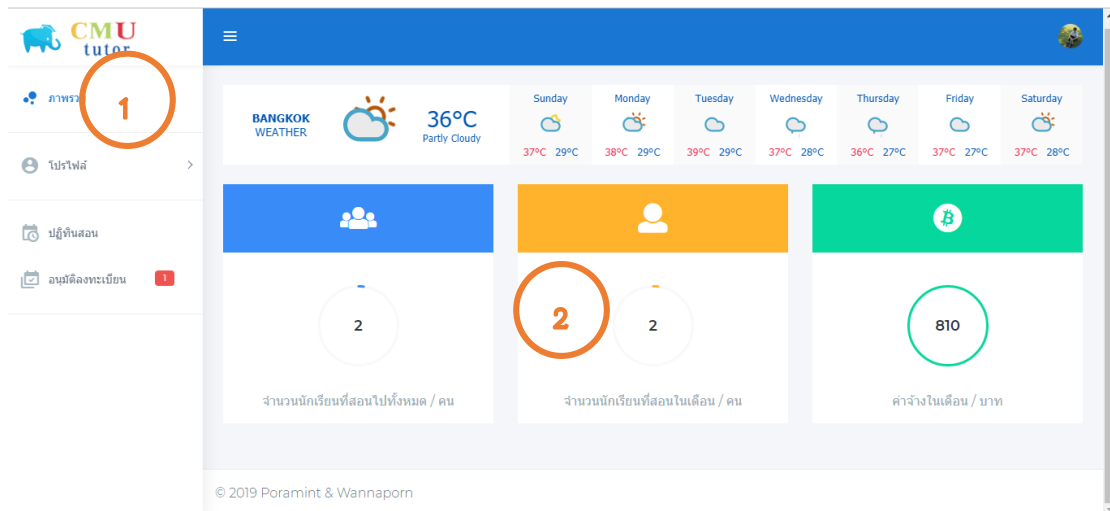 CMU
tutor
1
โปรไฟล์
ปฏิทินสอน
อนุมัติลงทะเบียน 1
BANGKOK
WEATHER
36°C
Partly Cloudy
Sunday Monday Tuesday Wednesday Thursday Friday Saturday
37°C 29°C 38°C 29°C 39°C 29°C 37°C 28°C 36°C 27°C 37°C 27°C 37°C 28°C
2 2 2 810
จำนวนนักเรียนที่สอนไปทั้งหมด / คน จำนวนนักเรียนที่สอนในเดือน / คน ค่าจ้างในเดือน / บาท
© 2019 Poramint & Wannaporn